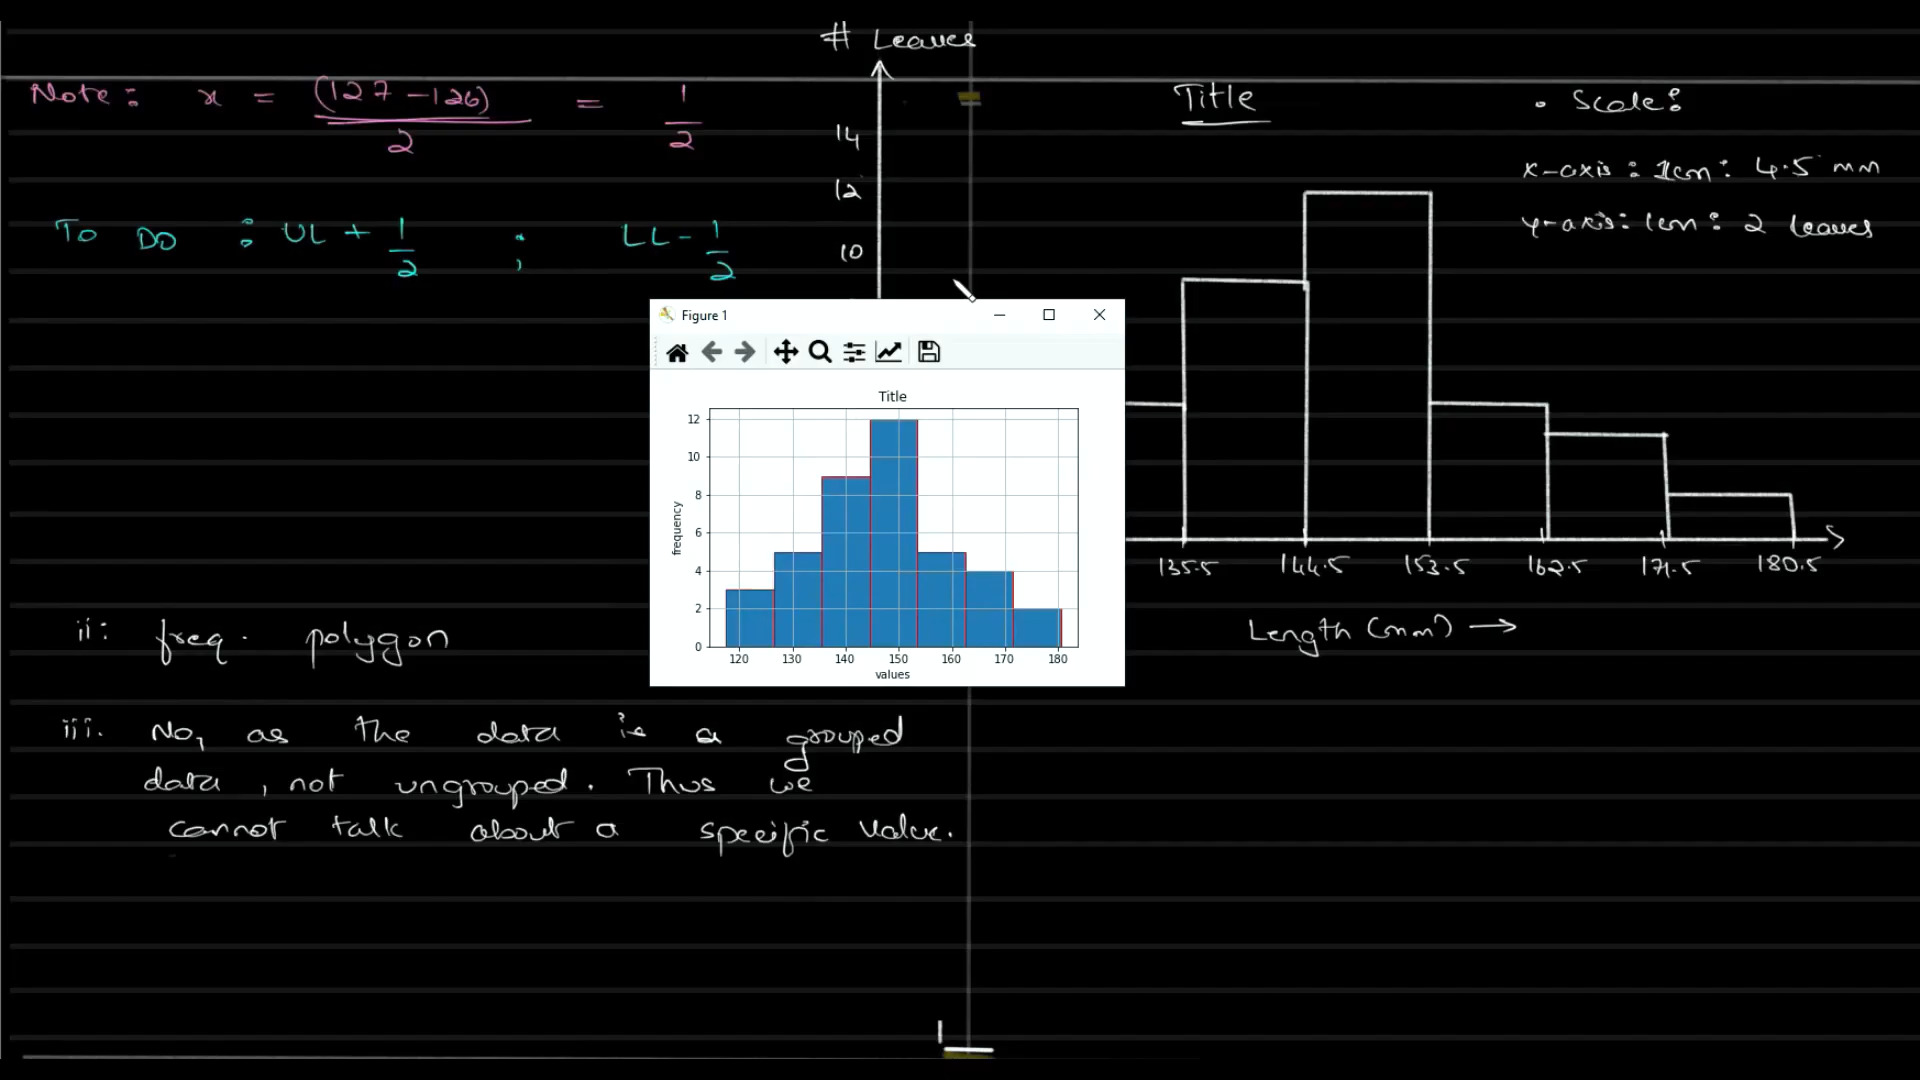 # Leaves
Note: x = (127 - 126) / 2 = 1/2
Title
• Scale:
14
x-axis : 1cm : 4.5 mm
12
y-axis : 1cm : 2 leaves
To DO : UL + 1/2 ; LL - 1/2
10
Figure 1
Title
12
10
8
6
4
2
0
frequency
120 130 140 150 160 170 180
values
135.5 144.5 153.5 162.5 171.5 180.5
Length (mm) →
ii: freq. polygon
iii. No, as the data is a grouped
data, not ungrouped. Thus we
cannot talk about a specific value.